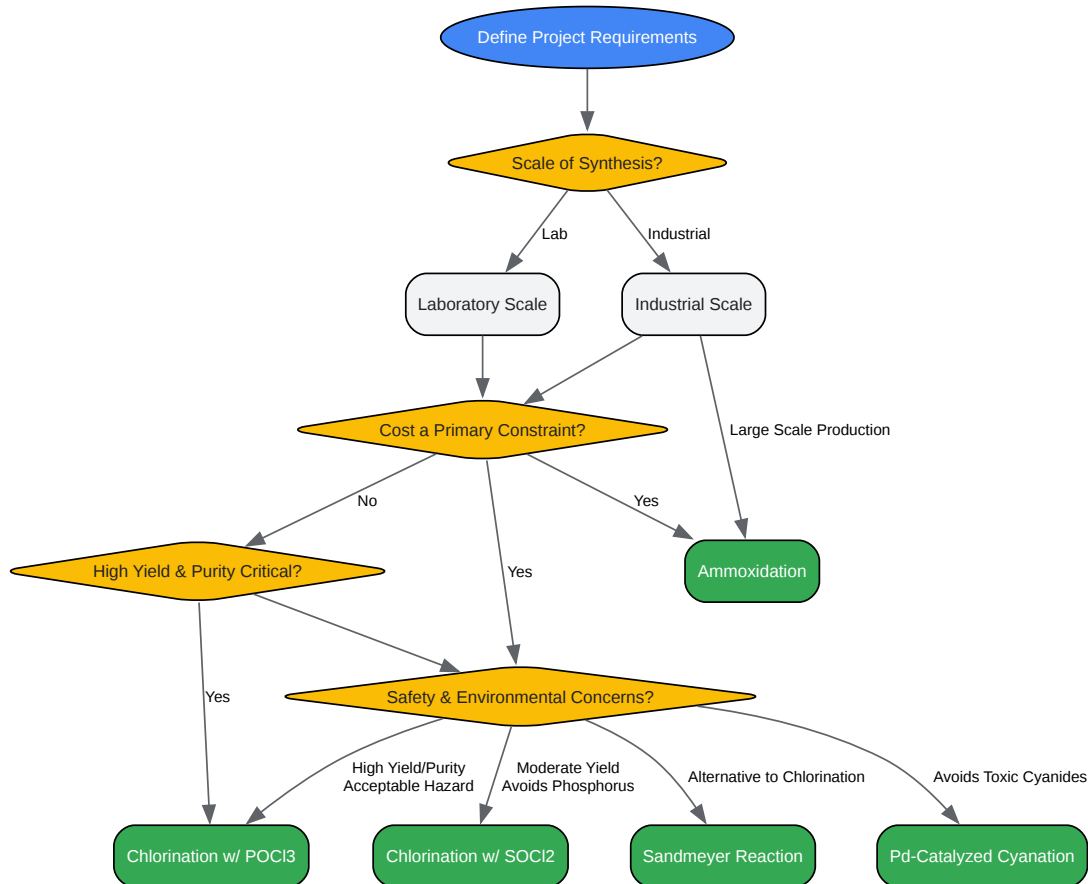 Define Project Requirements
Scale of Synthesis?
Lab
Industrial
Laboratory Scale
Industrial Scale
Cost a Primary Constraint?
Large Scale Production
No
Yes
Yes
High Yield & Purity Critical?
Ammoxidation
Yes
Safety & Environmental Concerns?
High Yield/Purity
Acceptable Hazard
Moderate Yield
Avoids Phosphorus
Alternative to Chlorination
Avoids Toxic Cyanides
Chlorination w/ POCl3
Chlorination w/ SOCl2
Sandmeyer Reaction
Pd-Catalyzed Cyanation